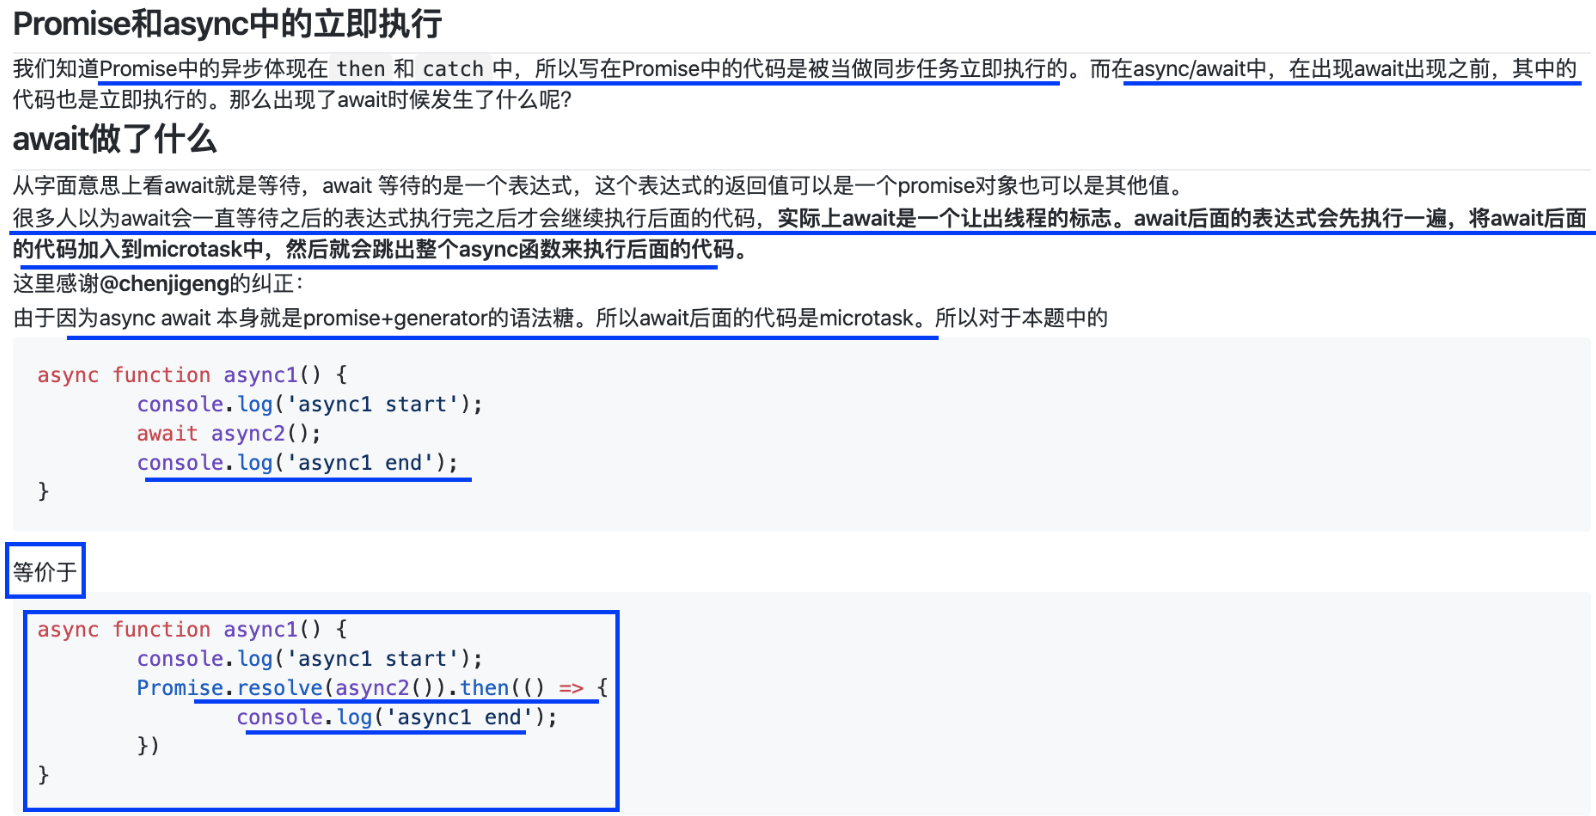 Promise和async中的立即执行
我们知道Promise中的异步体现在 then 和 catch 中，所以写在Promise中的代码是被当做同步任务立即执行的。而在async/await中，在出现await出现之前，其中的
代码也是立即执行的。那么出现了await时候发生了什么呢?
await做了什么
从字面意思上看await就是等待，await 等待的是一个表达式，这个表达式的返回值可以是一个promise对象也可以是其他值。
很多人以为await会一直等待之后的表达式执行完之后才会继续执行后面的代码，实际上await是一个让出线程的标志。await后面的表达式会先执行一遍，将await后面
的代码加入到microtask中，然后就会跳出整个async函数来执行后面的代码。
这里感谢@chenjigeng的纠正：
由于因为async await 本身就是promise+generator的语法糖。所以await后面的代码是microtask。所以对于本题中的
async function async1() {
        console.log('async1 start');
        await async2();
        console.log('async1 end');
}
等价于
async function async1() {
        console.log('async1 start');
        Promise.resolve(async2()).then(() => {
                console.log('async1 end');
        })
}